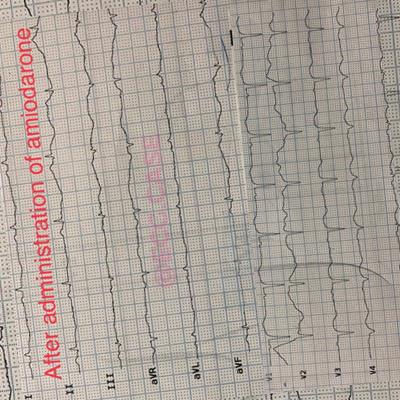 After administration of amiodarone
I
II
III
aVR
aVL
aVF
V1
V2
V3
V4